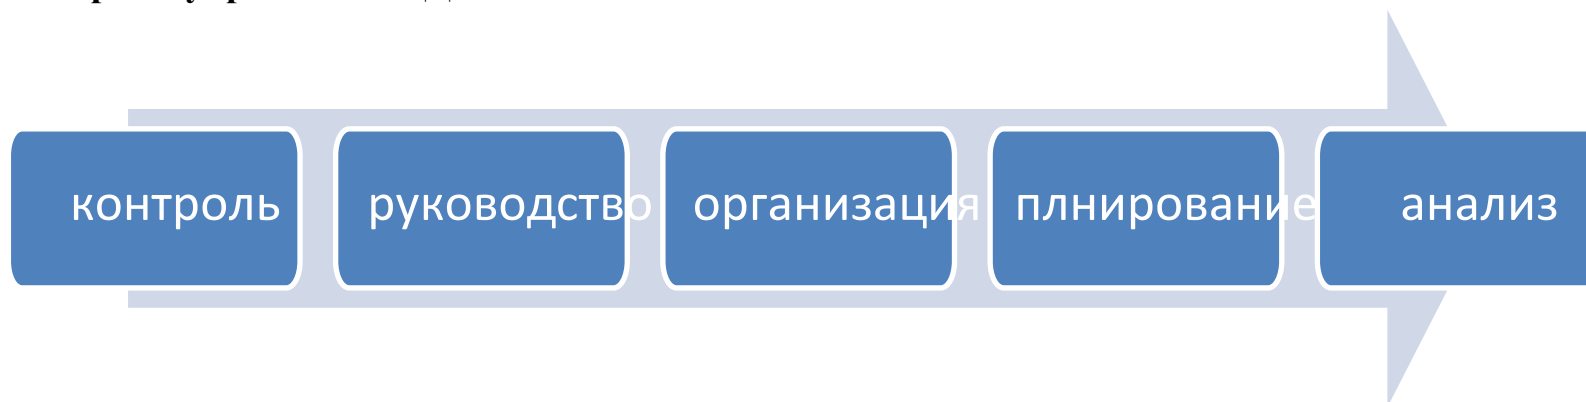 контроль
руководство
организация
плнирование
анализ